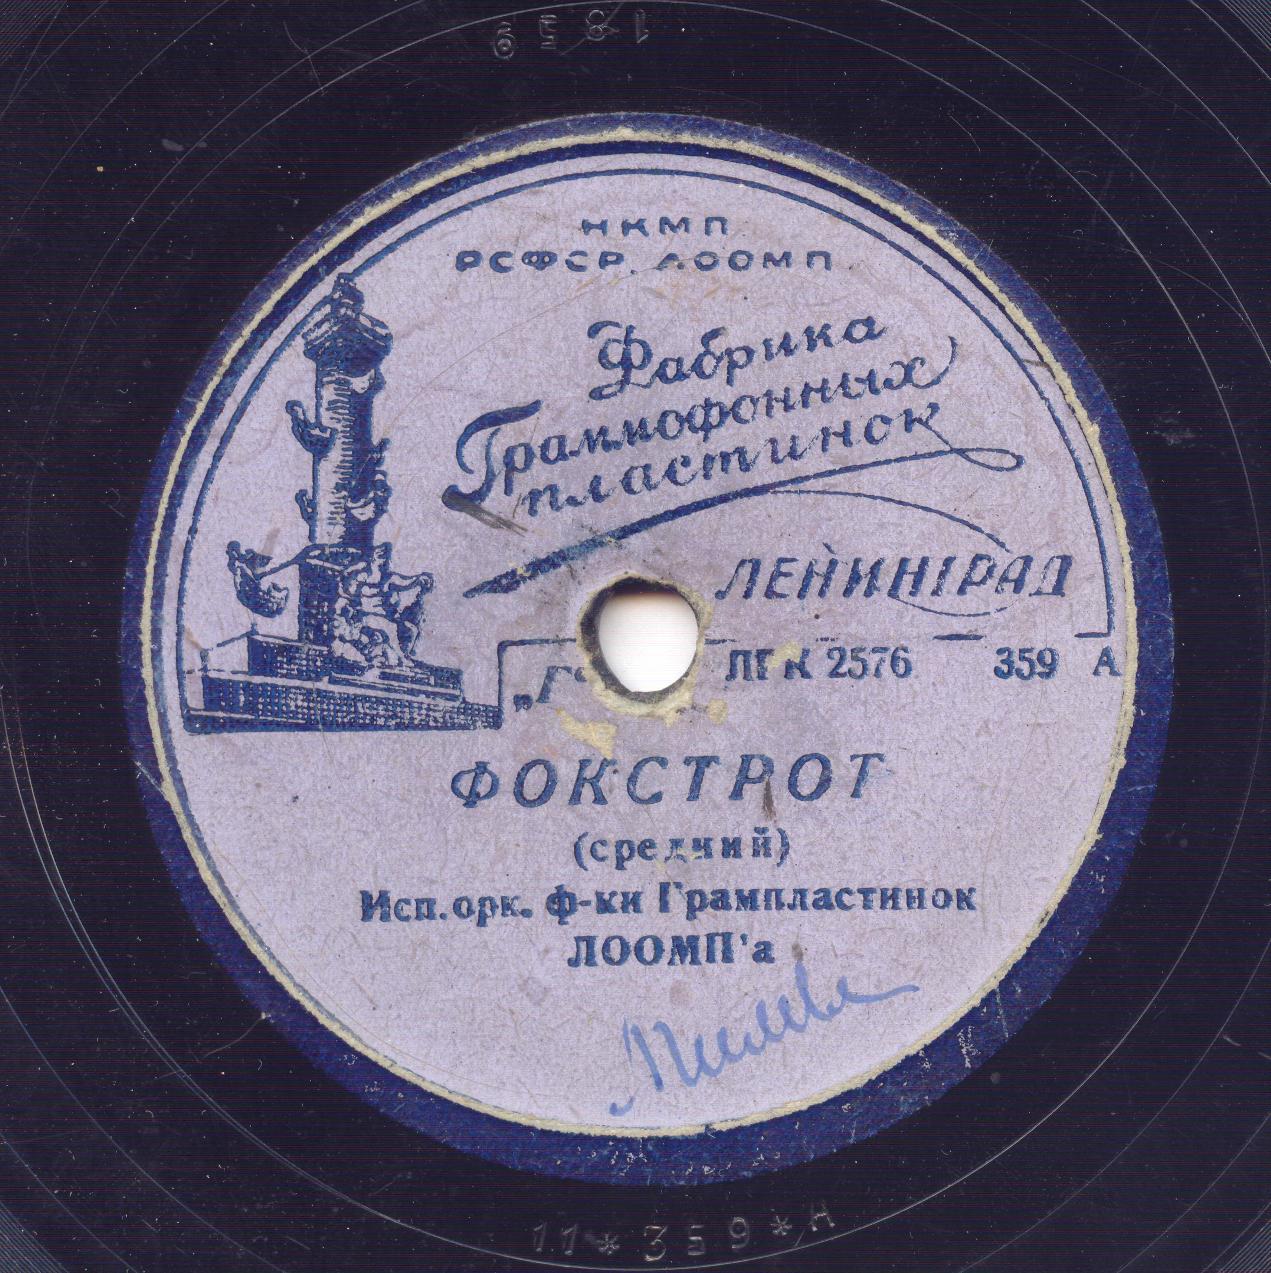 1859
НКМП
РСФСР. ЛООМП
Фабрика
Граммофонных
пластинок
ЛЕНИНГРАД
„Г“ ЛГК 2576 359 А
ФОКСТРОТ
(средний)
Исп. орк. ф-ки Грампластинок
ЛООМП'а
11*359*И